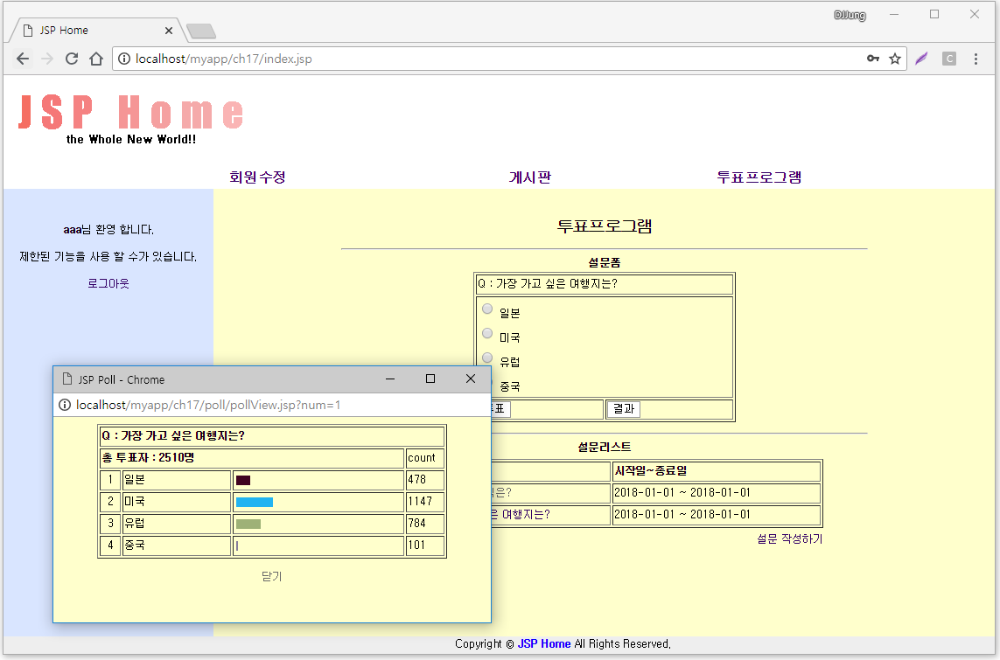 DJJung
JSP Home
localhost/myapp/ch17/index.jsp
C
JSP Home
the Whole New World!!
회원수정 게시판 투표프로그램
aaa님 환영 합니다.
제한된 기능을 사용 할 수가 있습니다.
로그아웃
투표프로그램
설문폼
Q : 가장 가고 싶은 여행지는?
일본
미국
유럽
중국
표 결과
설문리스트
시작일~종료일
은? 2018-01-01 ~ 2018-01-01
은 여행지는? 2018-01-01 ~ 2018-01-01
설문 작성하기
JSP Poll - Chrome
localhost/myapp/ch17/poll/pollView.jsp?num=1
Q : 가장 가고 싶은 여행지는?
총 투표자 : 2510명 count
1 일본 478
2 미국 1147
3 유럽 784
4 중국 101
닫기
Copyright © JSP Home All Rights Reserved.